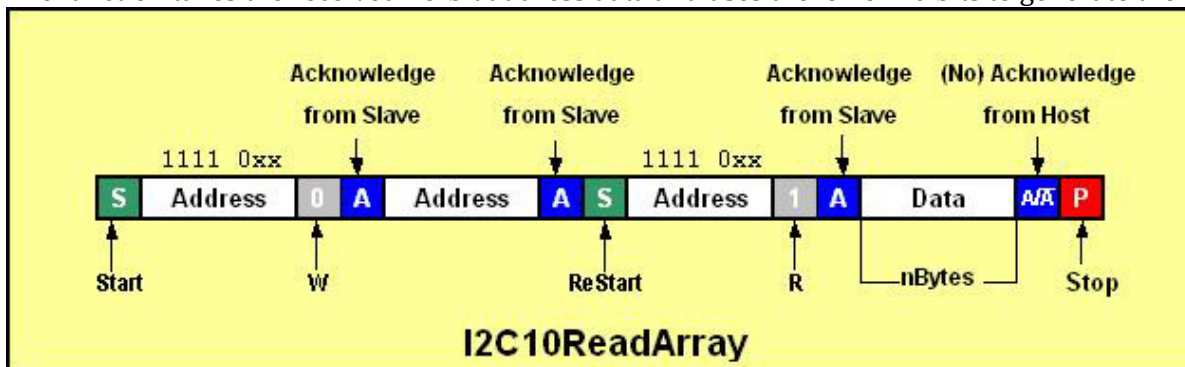 Acknowledge Acknowledge Acknowledge (No) Acknowledge
from Slave from Slave from Slave from Host
1111 0xx 1111 0xx
S Address 0 A Address A S Address 1 A Data A/A̅ P
Start W ReStart R nBytes Stop
I2C10ReadArray